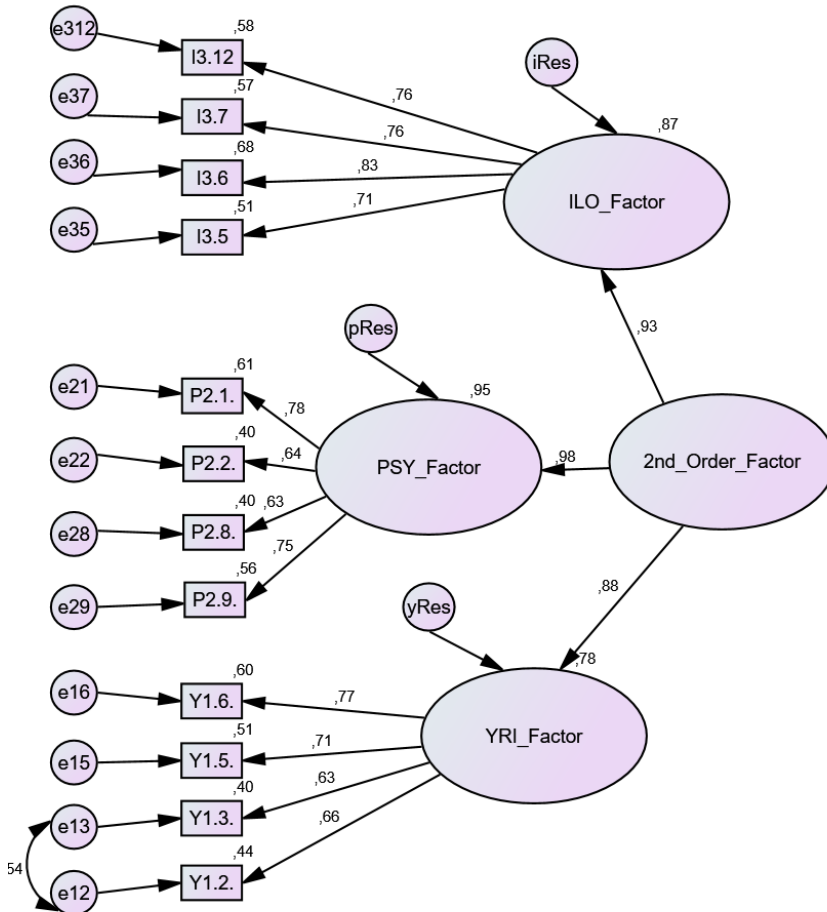 e312
,58
I3.12
iRes
e37
,57
I3.7
,76
,87
e36
,68
I3.6
,76
,83
ILO_Factor
e35
,51
I3.5
,71
,93
pRes
e21
,61
P2.1.
,78
,95
e22
,40
P2.2.
,64
PSY_Factor
,98
2nd_Order_Factor
e28
,40
P2.8.
,63
e29
,56
P2.9.
,75
yRes
,88
,78
e16
,60
Y1.6.
,77
e15
,51
Y1.5.
,71
YRI_Factor
e13
,40
Y1.3.
,63
54
e12
,44
Y1.2.
,66